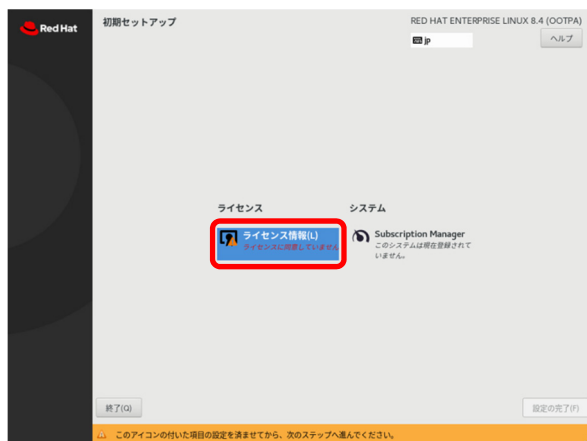 Red Hat
初期セットアップ
RED HAT ENTERPRISE LINUX 8.4 (OOTPA)
jp
ヘルプ
ライセンス
システム
ライセンス情報(L)
ライセンスに同意していません
Subscription Manager
このシステムは現在登録されて
いません。
終了(Q)
設定の完了(F)
このアイコンの付いた項目の設定を済ませてから、次のステップへ進んでください。